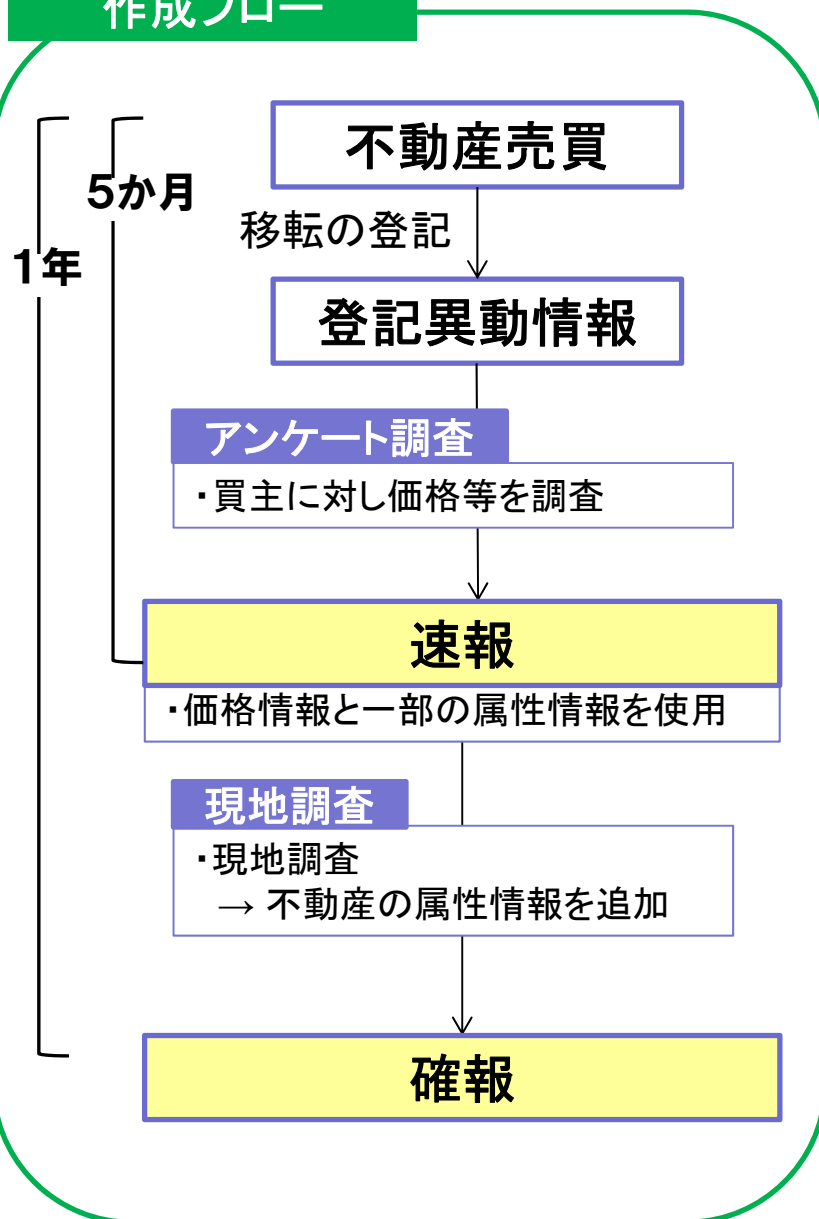 作成フロー
不動産売買
5か月
移転の登記
1年
登記異動情報
アンケート調査
・買主に対し価格等を調査
速報
・価格情報と一部の属性情報を使用
現地調査
・現地調査
→ 不動産の属性情報を追加
確報